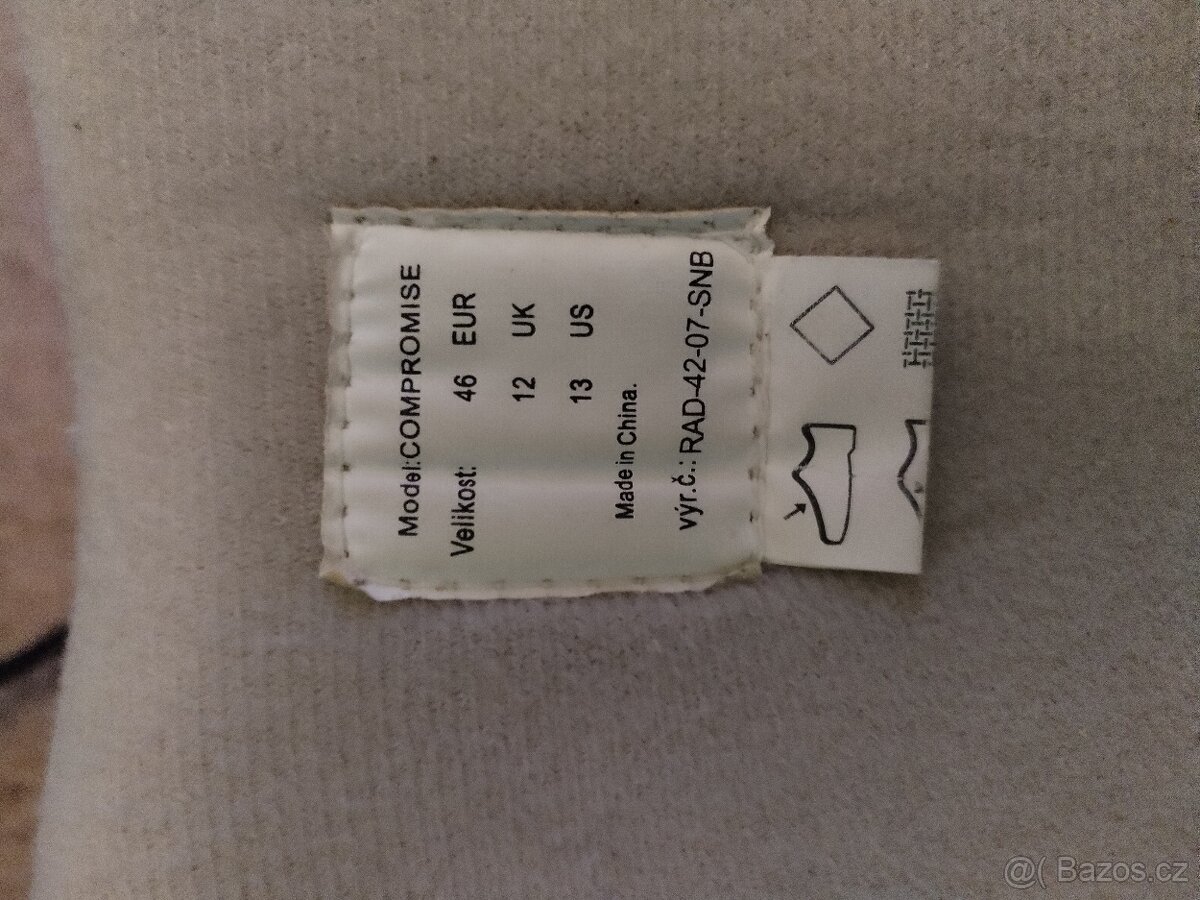 Model:COMPROMISE
Velikost: 46 EUR
12 UK
13 US
Made in China.
výr.č.: RAD-42-07-SNB
@( Bazos.cz